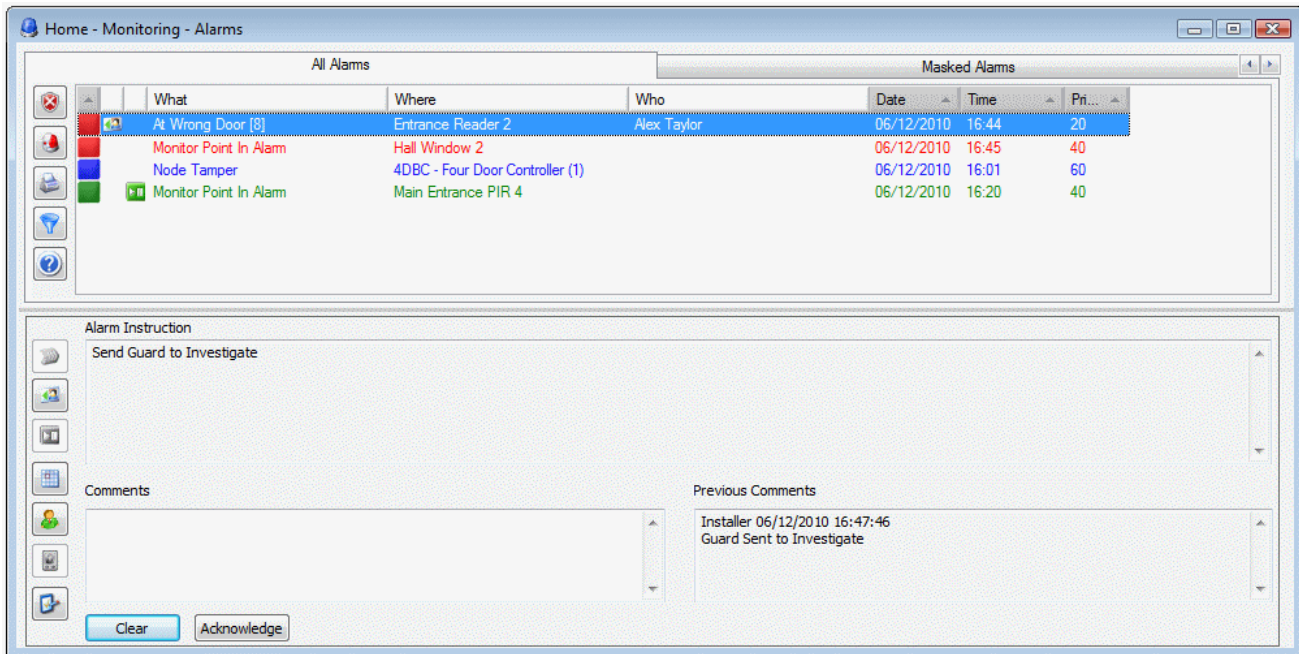 Home - Monitoring - Alarms
All Alarms Masked Alarms
What Where Who Date Time Pri...
At Wrong Door [8] Entrance Reader 2 Alex Taylor 06/12/2010 16:44 20
Monitor Point In Alarm Hall Window 2 06/12/2010 16:45 40
Node Tamper 4DBC - Four Door Controller (1) 06/12/2010 16:01 60
Monitor Point In Alarm Main Entrance PIR 4 06/12/2010 16:20 40
Alarm Instruction
Send Guard to Investigate
Comments Previous Comments
Installer 06/12/2010 16:47:46
Guard Sent to Investigate
Clear Acknowledge